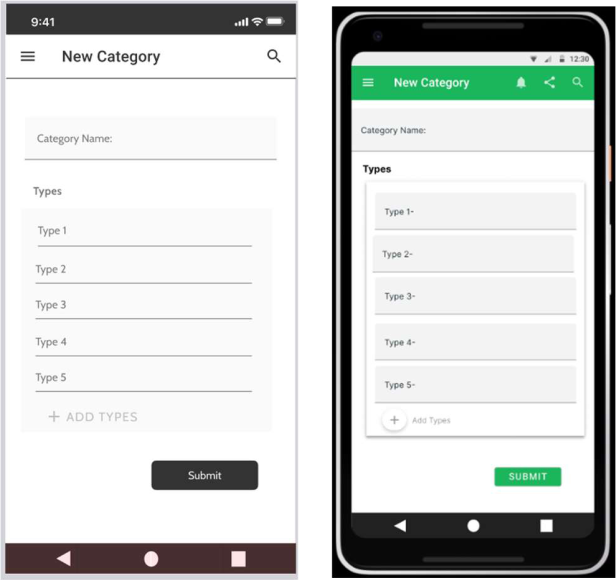 9:41
New Category
Category Name:
Types
Type 1
Type 2
Type 3
Type 4
Type 5
+ ADD TYPES
Submit
12:30
New Category
Category Name:
Types
Type 1-
Type 2-
Type 3-
Type 4-
Type 5-
+ Add Types
SUBMIT